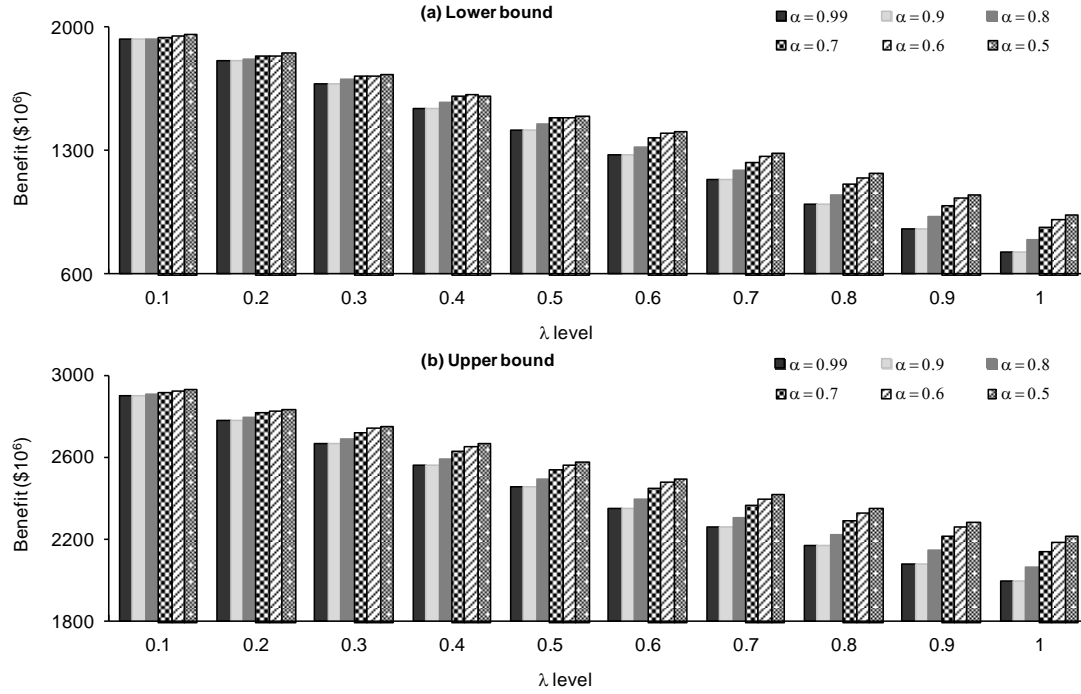 (a) Lower bound
α = 0.99 α = 0.9 α = 0.8
α = 0.7 α = 0.6 α = 0.5
Benefit ($10⁶)
2000
1300
600
0.1 0.2 0.3 0.4 0.5 0.6 0.7 0.8 0.9 1
λ level
(b) Upper bound
α = 0.99 α = 0.9 α = 0.8
α = 0.7 α = 0.6 α = 0.5
Benefit ($10⁶)
3000
2600
2200
1800
0.1 0.2 0.3 0.4 0.5 0.6 0.7 0.8 0.9 1
λ level